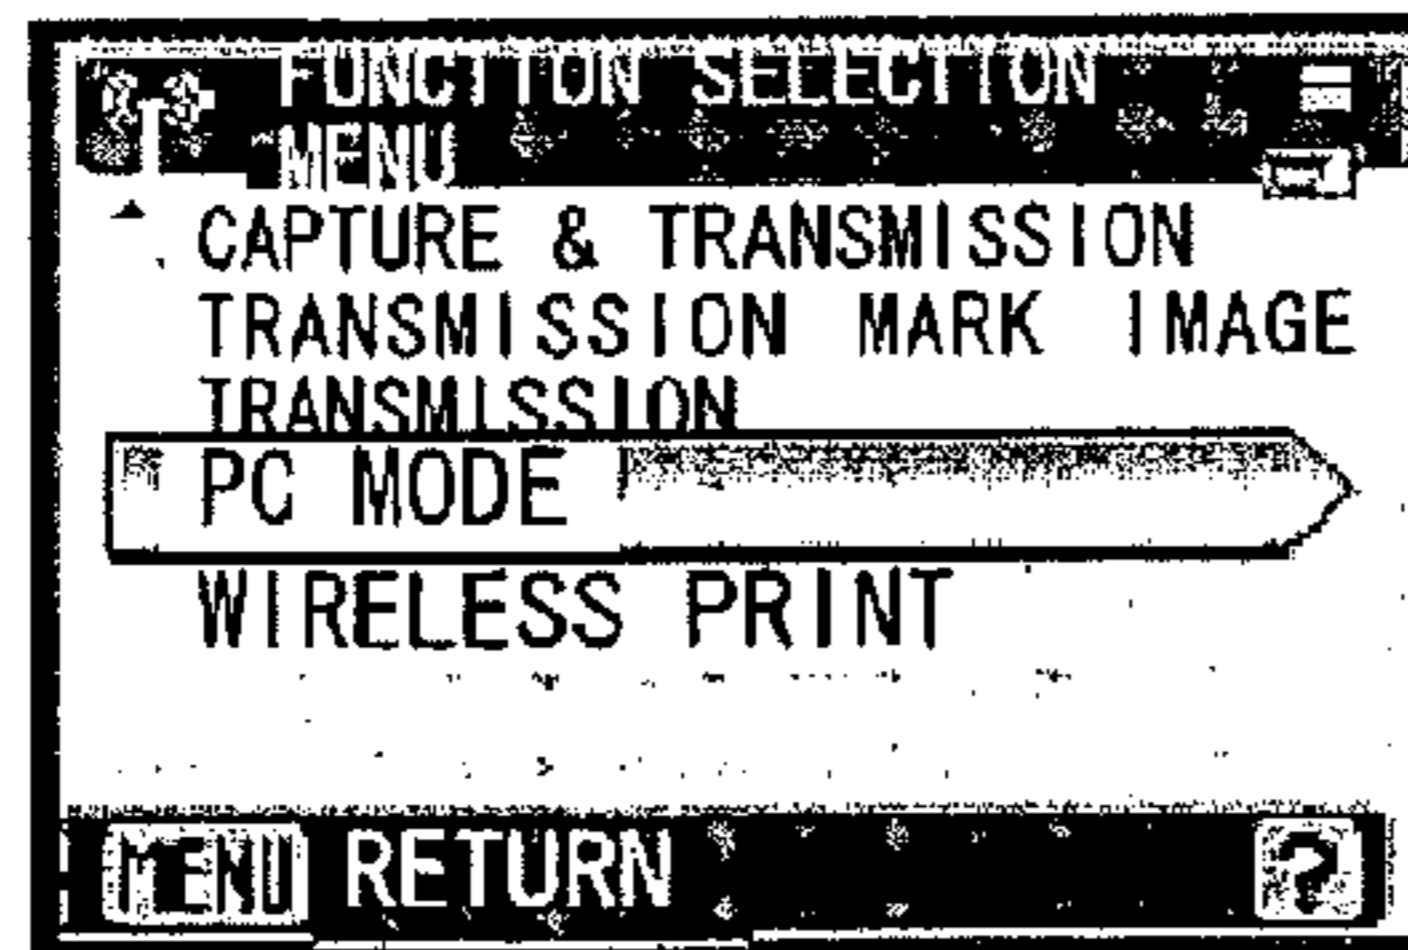 FUNCTION SELECTION
MENU
CAPTURE & TRANSMISSION
TRANSMISSION MARK IMAGE
TRANSMISSION
PC MODE
WIRELESS PRINT
MENU RETURN ?